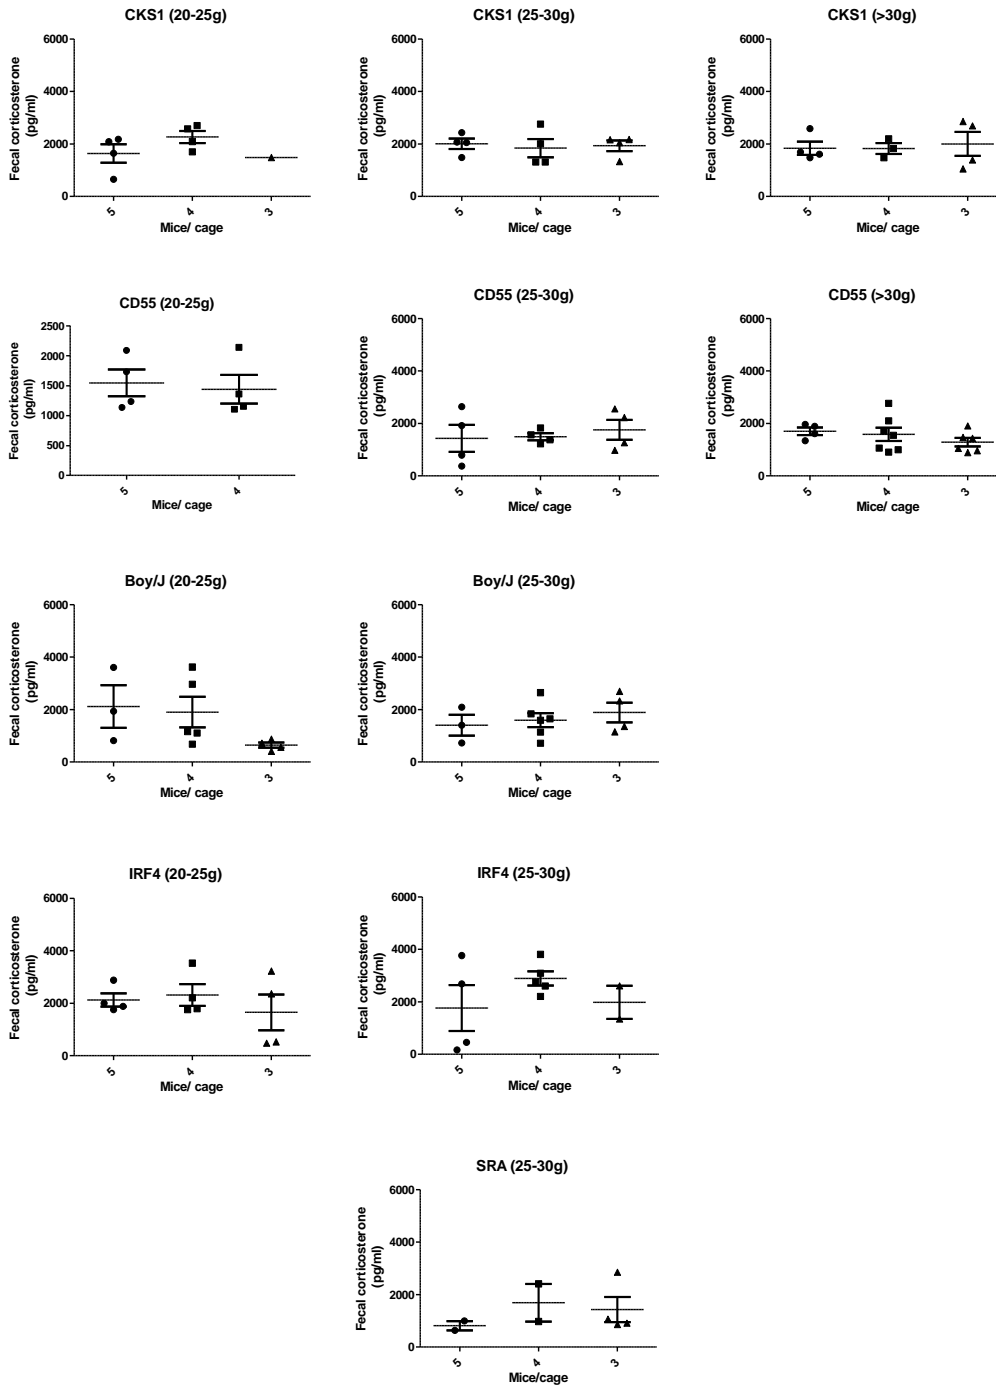 CKS1 (20-25g)
6000
4000
2000
0
Fecal corticosterone
(pg/ml)
5
4
3
Mice/ cage
CKS1 (25-30g)
6000
4000
2000
0
Fecal corticosterone
(pg/ml)
5
4
3
Mice/ cage
CKS1 (>30g)
6000
4000
2000
0
Fecal corticosterone
(pg/ml)
5
4
3
Mice/ cage
CD55 (20-25g)
2500
2000
1500
1000
500
0
Fecal corticosterone
(pg/ml)
5
4
Mice/ cage
CD55 (25-30g)
6000
4000
2000
0
Fecal corticosterone
(pg/ml)
5
4
3
Mice/ cage
CD55 (>30g)
6000
4000
2000
0
Fecal corticosterone
(pg/ml)
5
4
3
Mice/ cage
Boy/J (20-25g)
6000
4000
2000
0
Fecal corticosterone
(pg/ml)
5
4
3
Mice/ cage
Boy/J (25-30g)
6000
4000
2000
0
Fecal corticosterone
(pg/ml)
5
4
3
Mice/ cage
IRF4 (20-25g)
6000
4000
2000
0
Fecal corticosterone
(pg/ml)
5
4
3
Mice/ cage
IRF4 (25-30g)
6000
4000
2000
0
Fecal corticosterone
(pg/ml)
5
4
3
Mice/ cage
SRA (25-30g)
6000
4000
2000
0
Fecal corticosterone
(pg/ml)
5
4
3
Mice/cage